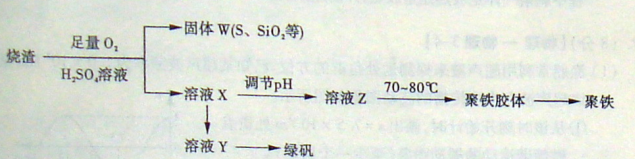 固体W(S、SiO₂等)
足量O₂
烧渣
H₂SO₄溶液
调节pH
70~80℃
溶液X
溶液Z
聚铁胶体
聚铁
溶液Y
绿矾